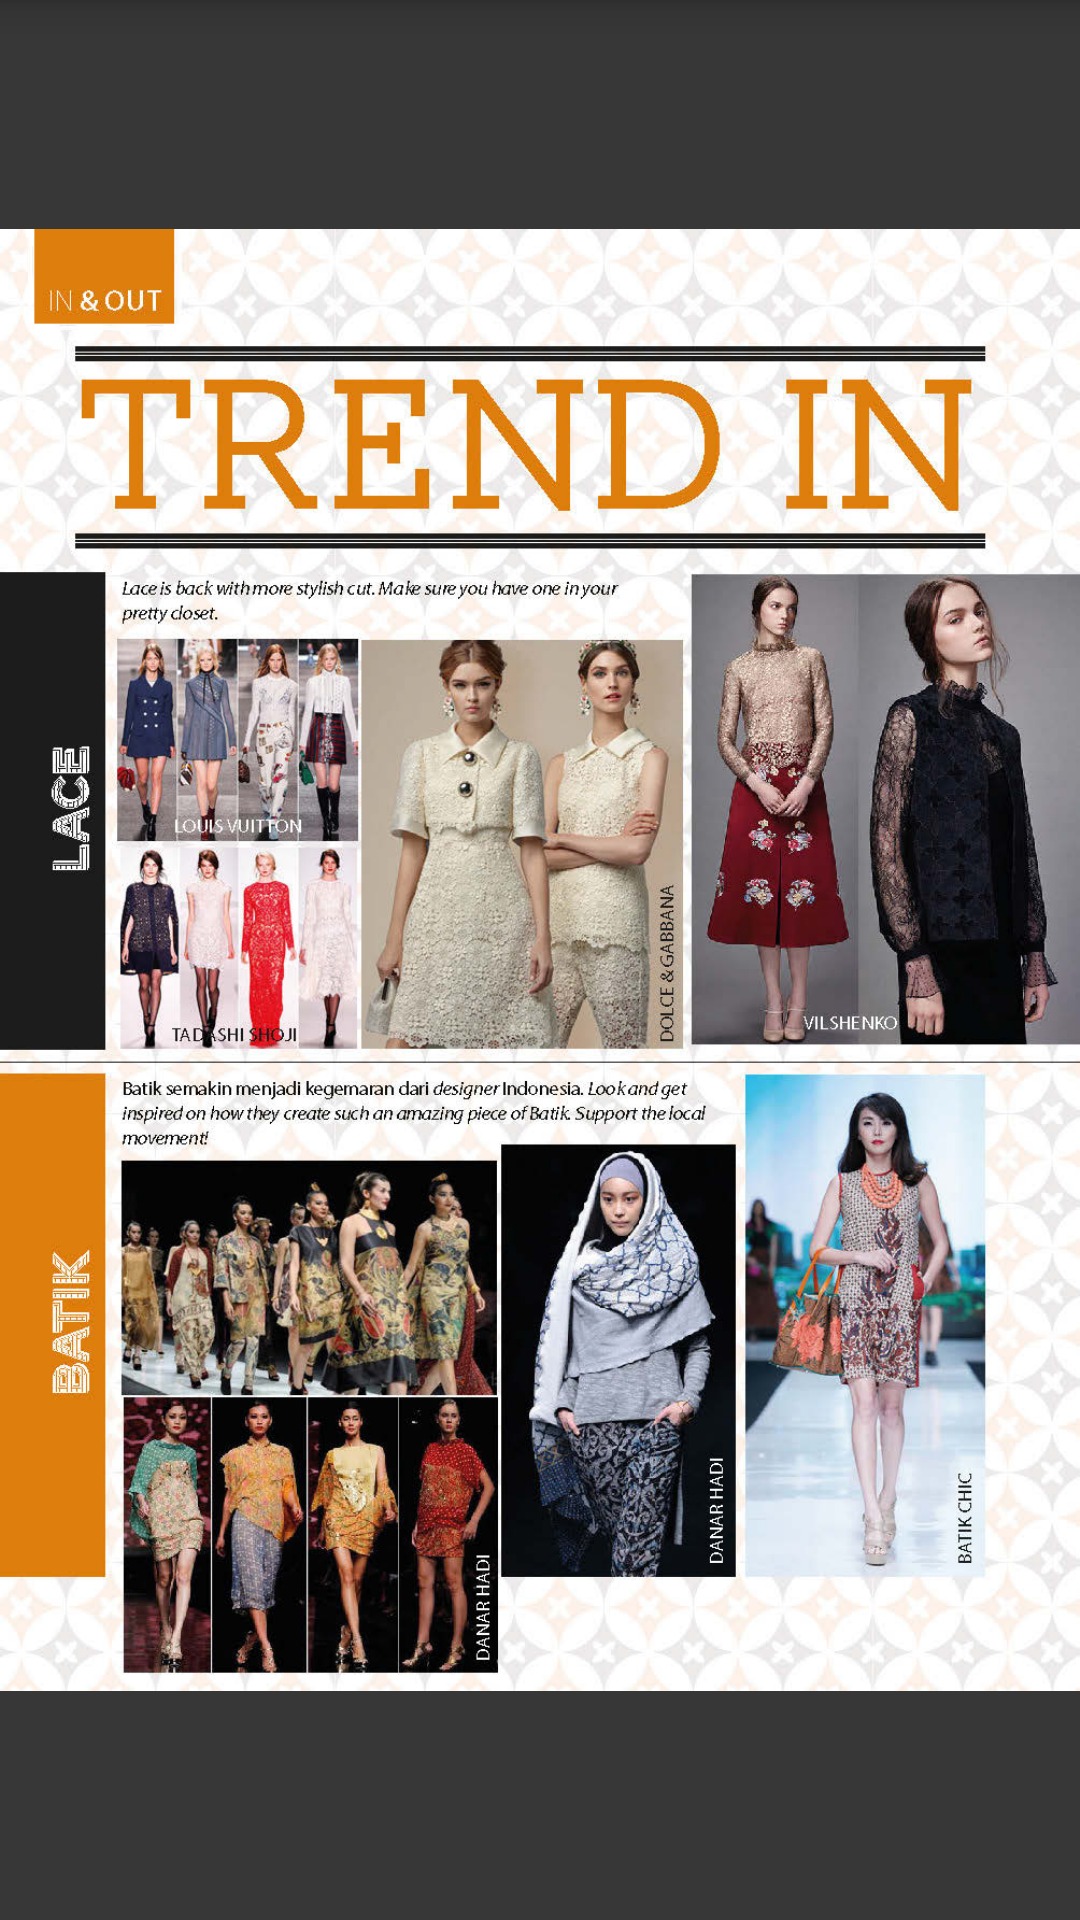 IN & OUT
TREND IN
LACE
Lace is back with more stylish cut. Make sure you have one in your
pretty closet.
LOUIS VUITTON
TADASHI SHOJI
DOLCE & GABBANA
VILSHENKO
BATIK
Batik semakin menjadi kegemaran dari designer Indonesia. Look and get
inspired on how they create such an amazing piece of Batik. Support the local
movement!
DANAR HADI
DANAR HADI
BATIK CHIC